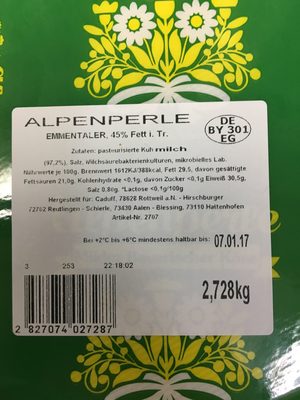 ALPENPERLE
EMMENTALER, 45% Fett i. Tr.
DE
BY 301
EG
Zutaten: pasteurisierte Kuhmilch
(97,2%), Salz, Milchsäurebakterienkulturen, mikrobielles Lab.
Nährwerte je 100g, Brennwert 1612KJ/388kcal, Fett 29.5, davon gesättigte
Fettsäuren 21,0g, Kohlenhydrate <0.1g, davon Zucker <0.1g Eiweiß 30,5g,
Salz 0.80g. *Lactose <0.1g/100g
Hergestellt für: Caduff, 78628 Rottweil a.N. - Hirschburger
72762 Reutlingen - Schierle, 73430 Aalen - Blessing, 73110 Hattenhofen
Artikel-Nr. 2707
Bei +2°C bis +6°C mindestens haltbar bis: 07.01.17
3 253 22:18:02
2,728kg
2 827074 027287